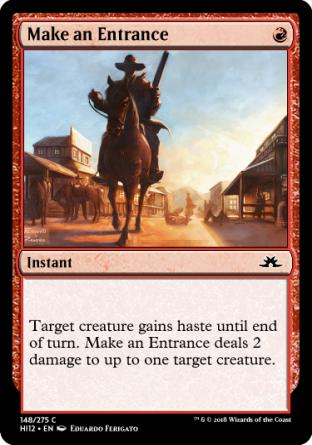 Make an Entrance
Instant
Target creature gains haste until end
of turn. Make an Entrance deals 2
damage to up to one target creature.
148/275 C
HI12 • EN Eduardo Ferigato
™ & © 2018 Wizards of the Coast